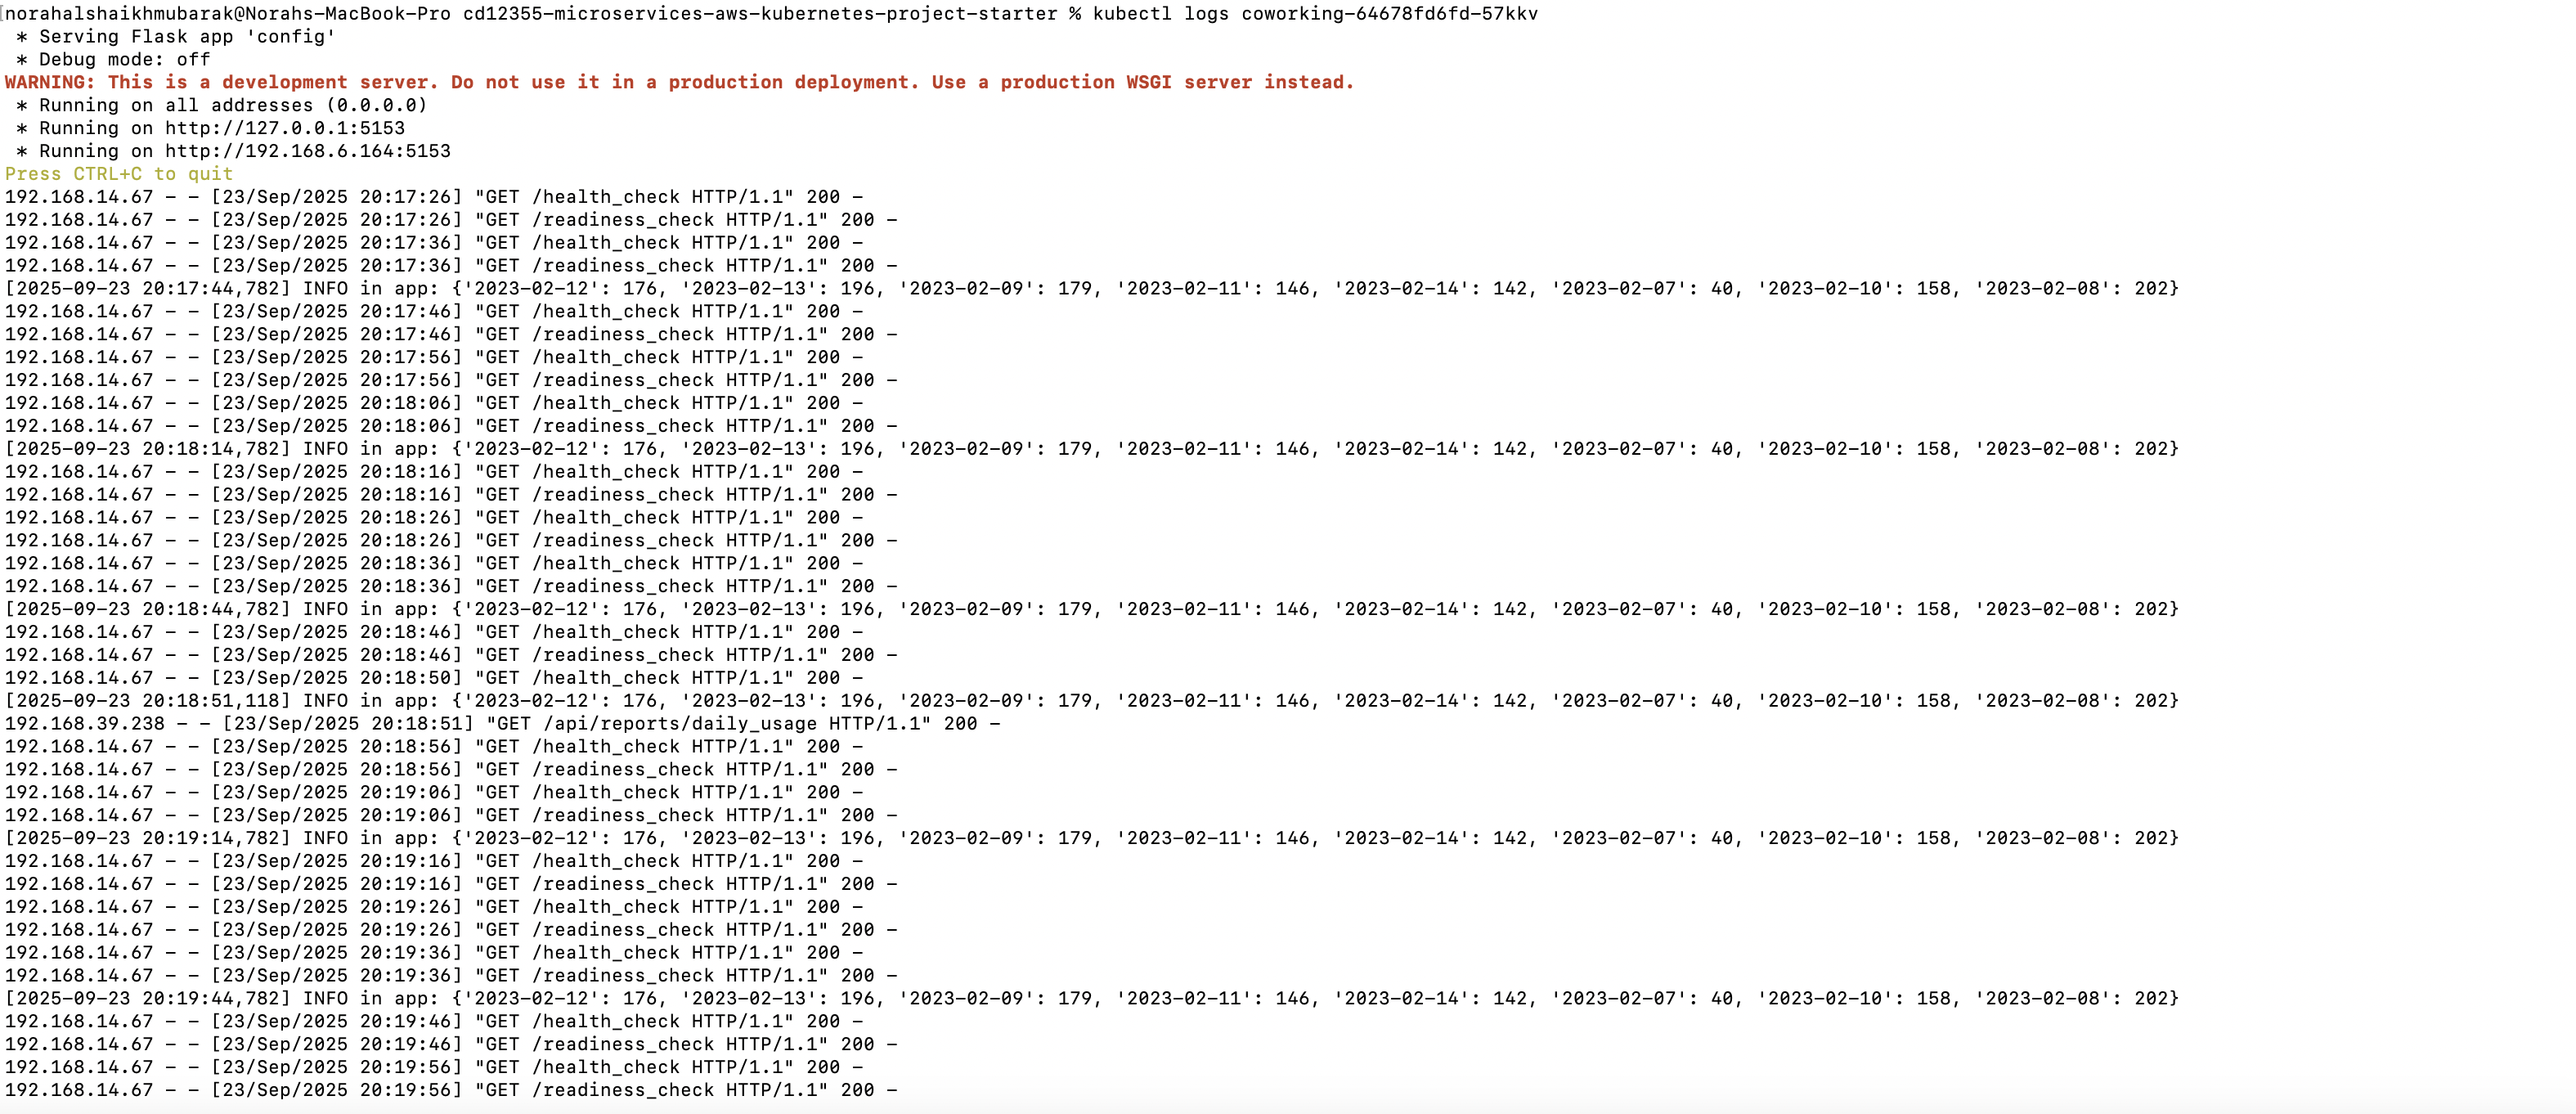 norahalshaikhmubarak@Norahs-MacBook-Pro cd12355-microservices-aws-kubernetes-project-starter % kubectl logs coworking-64678fd6fd-57kkv
 * Serving Flask app 'config'
 * Debug mode: off
WARNING: This is a development server. Do not use it in a production deployment. Use a production WSGI server instead.
 * Running on all addresses (0.0.0.0)
 * Running on http://127.0.0.1:5153
 * Running on http://192.168.6.164:5153
Press CTRL+C to quit
192.168.14.67 - - [23/Sep/2025 20:17:26] "GET /health_check HTTP/1.1" 200 -
192.168.14.67 - - [23/Sep/2025 20:17:26] "GET /readiness_check HTTP/1.1" 200 -
192.168.14.67 - - [23/Sep/2025 20:17:36] "GET /health_check HTTP/1.1" 200 -
192.168.14.67 - - [23/Sep/2025 20:17:36] "GET /readiness_check HTTP/1.1" 200 -
[2025-09-23 20:17:44,782] INFO in app: {'2023-02-12': 176, '2023-02-13': 196, '2023-02-09': 179, '2023-02-11': 146, '2023-02-14': 142, '2023-02-07': 40, '2023-02-10': 158, '2023-02-08': 202}
192.168.14.67 - - [23/Sep/2025 20:17:46] "GET /health_check HTTP/1.1" 200 -
192.168.14.67 - - [23/Sep/2025 20:17:46] "GET /readiness_check HTTP/1.1" 200 -
192.168.14.67 - - [23/Sep/2025 20:17:56] "GET /health_check HTTP/1.1" 200 -
192.168.14.67 - - [23/Sep/2025 20:17:56] "GET /readiness_check HTTP/1.1" 200 -
192.168.14.67 - - [23/Sep/2025 20:18:06] "GET /health_check HTTP/1.1" 200 -
192.168.14.67 - - [23/Sep/2025 20:18:06] "GET /readiness_check HTTP/1.1" 200 -
[2025-09-23 20:18:14,782] INFO in app: {'2023-02-12': 176, '2023-02-13': 196, '2023-02-09': 179, '2023-02-11': 146, '2023-02-14': 142, '2023-02-07': 40, '2023-02-10': 158, '2023-02-08': 202}
192.168.14.67 - - [23/Sep/2025 20:18:16] "GET /health_check HTTP/1.1" 200 -
192.168.14.67 - - [23/Sep/2025 20:18:16] "GET /readiness_check HTTP/1.1" 200 -
192.168.14.67 - - [23/Sep/2025 20:18:26] "GET /health_check HTTP/1.1" 200 -
192.168.14.67 - - [23/Sep/2025 20:18:26] "GET /readiness_check HTTP/1.1" 200 -
192.168.14.67 - - [23/Sep/2025 20:18:36] "GET /health_check HTTP/1.1" 200 -
192.168.14.67 - - [23/Sep/2025 20:18:36] "GET /readiness_check HTTP/1.1" 200 -
[2025-09-23 20:18:44,782] INFO in app: {'2023-02-12': 176, '2023-02-13': 196, '2023-02-09': 179, '2023-02-11': 146, '2023-02-14': 142, '2023-02-07': 40, '2023-02-10': 158, '2023-02-08': 202}
192.168.14.67 - - [23/Sep/2025 20:18:46] "GET /health_check HTTP/1.1" 200 -
192.168.14.67 - - [23/Sep/2025 20:18:46] "GET /readiness_check HTTP/1.1" 200 -
192.168.14.67 - - [23/Sep/2025 20:18:50] "GET /health_check HTTP/1.1" 200 -
[2025-09-23 20:18:51,118] INFO in app: {'2023-02-12': 176, '2023-02-13': 196, '2023-02-09': 179, '2023-02-11': 146, '2023-02-14': 142, '2023-02-07': 40, '2023-02-10': 158, '2023-02-08': 202}
192.168.39.238 - - [23/Sep/2025 20:18:51] "GET /api/reports/daily_usage HTTP/1.1" 200 -
192.168.14.67 - - [23/Sep/2025 20:18:56] "GET /health_check HTTP/1.1" 200 -
192.168.14.67 - - [23/Sep/2025 20:18:56] "GET /readiness_check HTTP/1.1" 200 -
192.168.14.67 - - [23/Sep/2025 20:19:06] "GET /health_check HTTP/1.1" 200 -
192.168.14.67 - - [23/Sep/2025 20:19:06] "GET /readiness_check HTTP/1.1" 200 -
[2025-09-23 20:19:14,782] INFO in app: {'2023-02-12': 176, '2023-02-13': 196, '2023-02-09': 179, '2023-02-11': 146, '2023-02-14': 142, '2023-02-07': 40, '2023-02-10': 158, '2023-02-08': 202}
192.168.14.67 - - [23/Sep/2025 20:19:16] "GET /health_check HTTP/1.1" 200 -
192.168.14.67 - - [23/Sep/2025 20:19:16] "GET /readiness_check HTTP/1.1" 200 -
192.168.14.67 - - [23/Sep/2025 20:19:26] "GET /health_check HTTP/1.1" 200 -
192.168.14.67 - - [23/Sep/2025 20:19:26] "GET /readiness_check HTTP/1.1" 200 -
192.168.14.67 - - [23/Sep/2025 20:19:36] "GET /health_check HTTP/1.1" 200 -
192.168.14.67 - - [23/Sep/2025 20:19:36] "GET /readiness_check HTTP/1.1" 200 -
[2025-09-23 20:19:44,782] INFO in app: {'2023-02-12': 176, '2023-02-13': 196, '2023-02-09': 179, '2023-02-11': 146, '2023-02-14': 142, '2023-02-07': 40, '2023-02-10': 158, '2023-02-08': 202}
192.168.14.67 - - [23/Sep/2025 20:19:46] "GET /health_check HTTP/1.1" 200 -
192.168.14.67 - - [23/Sep/2025 20:19:46] "GET /readiness_check HTTP/1.1" 200 -
192.168.14.67 - - [23/Sep/2025 20:19:56] "GET /health_check HTTP/1.1" 200 -
192.168.14.67 - - [23/Sep/2025 20:19:56] "GET /readiness_check HTTP/1.1" 200 -